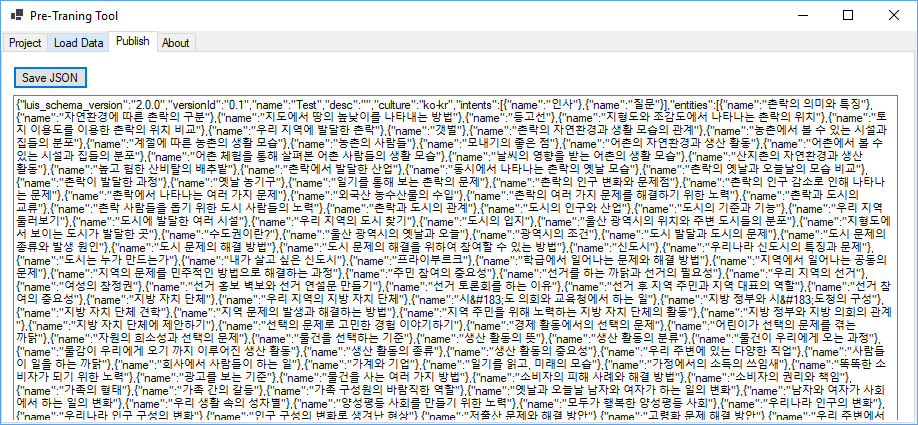 Pre-Traning Tool
Project Load Data Publish About
Save JSON
{"luis_schema_version":"2.0.0","versionId":"0.1","name":"Test","desc":"","culture":"ko-kr","intents":[{"name":"인사"},{"name":"질문"}],"entities":[{"name":"촌락의 의미와 특징"},
{"name":"자연환경에 따른 촌락의 구분"},{"name":"지도에서 땅의 높낮이를 나타내는 방법"},{"name":"등고선"},{"name":"지형도와 조감도에서 나타나는 촌락의 위치"},{"name":"토
지 이용도를 이용한 촌락의 위치 비교"},{"name":"우리 지역에 발달한 촌락"},{"name":"갯벌"},{"name":"촌락의 자연환경과 생활 모습의 관계"},{"name":"농촌에서 볼 수 있는 시설과
집들의 분포"},{"name":"계절에 따른 농촌의 생활 모습"},{"name":"농촌의 사람들"},{"name":"모내기의 좋은 점"},{"name":"어촌의 자연환경과 생산 활동"},{"name":"어촌에서 볼 수
있는 시설과 집들의 분포"},{"name":"어촌 체험을 통해 살펴본 어촌 사람들의 생활 모습"},{"name":"날씨의 영향을 받는 어촌의 생활 모습"},{"name":"산지촌의 자연환경과 생산
활동"},{"name":"높고 험한 산비탈의 배추밭"},{"name":"촌락에서 발달한 산업"},{"name":"동시에서 나타나는 촌락의 옛날 모습"},{"name":"촌락의 옛날과 오늘날의 모습 비교"},
{"name":"촌락이 발달한 과정"},{"name":"옛날 농기구"},{"name":"일기를 통해 보는 촌락의 문제"},{"name":"촌락의 인구 변화와 문제점"},{"name":"촌락의 인구 감소로 인해 나타나
는 문제"},{"name":"촌락에서 나타나는 여러 가지 문제"},{"name":"외국산 농수산물의 수입"},{"name":"촌락의 여러 가지 문제를 해결하기 위한 노력"},{"name":"촌락과 도시의
교류"},{"name":"촌락 사람들을 돕기 위한 도시 사람들의 노력"},{"name":"촌락과 도시의 관계"},{"name":"도시의 인구와 산업"},{"name":"도시의 기준과 기능"},{"name":"우리 지역
둘러보기"},{"name":"도시에 발달한 여러 시설"},{"name":"우리 지역의 도시 찾기"},{"name":"도시의 입지"},{"name":"울산 광역시의 위치와 주변 도시들의 분포"},{"name":"지형도에
서 보이는 도시가 발달한 곳"},{"name":"수도권이란?"},{"name":"울산 광역시의 옛날과 오늘"},{"name":"광역시의 조건"},{"name":"도시 발달과 도시의 문제"},{"name":"도시 문제의
종류와 발생 원인"},{"name":"도시 문제의 해결 방법"},{"name":"도시 문제의 해결을 위하여 참여할 수 있는 방법"},{"name":"신도시"},{"name":"우리나라 신도시의 특징과 문제"},
{"name":"도시는 누가 만드는가"},{"name":"내가 살고 싶은 신도시"},{"name":"프라이부르크"},{"name":"학급에서 일어나는 문제와 해결 방법"},{"name":"지역에서 일어나는 공동의
문제"},{"name":"지역의 문제를 민주적인 방법으로 해결하는 과정"},{"name":"주민 참여의 중요성"},{"name":"선거를 하는 까닭과 선거의 필요성"},{"name":"우리 지역의 선거"},
{"name":"여성의 참정권"},{"name":"선거 홍보 벽보와 선거 연설문 만들기"},{"name":"선거 토론회를 하는 이유"},{"name":"선거 후 지역 주민과 지역 대표의 역할"},{"name":"선거 참
여의 중요성"},{"name":"지방 자치 단체"},{"name":"우리 지역의 지방 자치 단체"},{"name":"시&#183;도 의회와 교육청에서 하는 일"},{"name":"지방 정부와 시&#183;도청의 구성"},
{"name":"지방 자치 단체 견학"},{"name":"지역 문제의 발생과 해결하는 방법"},{"name":"지역 주민을 위해 노력하는 지방 자치 단체의 활동"},{"name":"지방 정부와 지방 의회의 관계
"},{"name":"지방 자치 단체에 제안하기"},{"name":"선택의 문제로 고민한 경험 이야기하기"},{"name":"경제 활동에서의 선택의 문제"},{"name":"어린이가 선택의 문제를 겪는
까닭"},{"name":"자원의 희소성과 선택의 문제"},{"name":"물건을 선택하는 기준"},{"name":"생산 활동의 뜻"},{"name":"생산 활동의 분류"},{"name":"물건이 우리에게 오는 과정"},
{"name":"물감이 우리에게 오기 까지 이루어진 생산 활동"},{"name":"생산 활동의 종류"},{"name":"생산 활동의 중요성"},{"name":"우리 주변에 있는 다양한 직업"},{"name":"사람들
이 일을 하는 까닭"},{"name":"회사에서 사람들이 하는 일"},{"name":"가계와 기업"},{"name":"일기를 읽고, 미래의 모습"},{"name":"가정에서의 소득의 쓰임새"},{"name":"똑똑한 소
비자가 되기 위한 노력"},{"name":"광고를 보는 기준"},{"name":"물건을 사는 여러 가지 방법"},{"name":"소비자의 피해 사례와 해결 방법"},{"name":"소비자의 권리와 책임"},
{"name":"가족의 형태"},{"name":"가족 간의 갈등"},{"name":"가족 구성원의 바람직한 역할"},{"name":"옛날과 오늘날 남자와 여자가 하는 일의 변화"},{"name":"남자와 여자가 사회
에서 하는 일의 변화"},{"name":"우리 생활 속의 성차별"},{"name":"양성평등 사회를 만들기 위한 노력"},{"name":"모두가 행복한 양성평등 사회"},{"name":"우리나라 인구의 변화"},
{"name":"우리나라 인구 구성의 변화"},{"name":"인구 구성의 변화로 생겨난 현상"},{"name":"저출산 문제와 해결 방안"},{"name":"고령화 문제 해결 방안"},{"name":"우리 주변에서